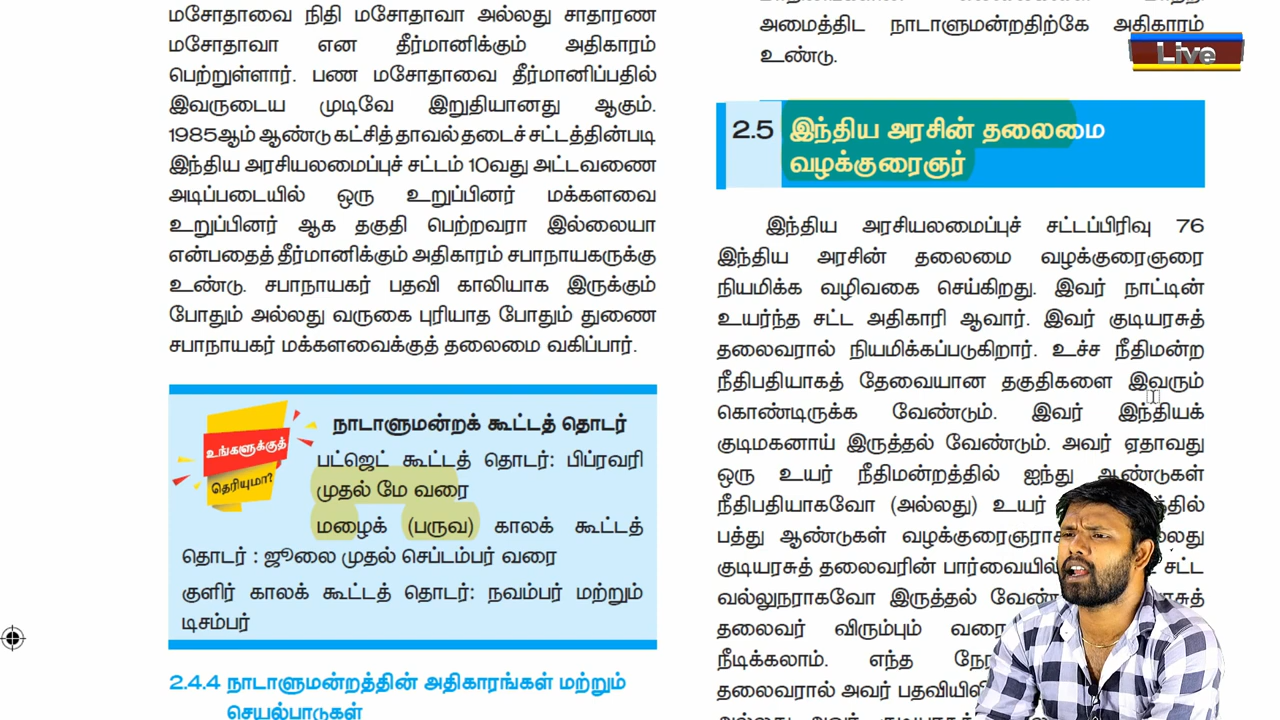 மசோதாவை நிதி மசோதாவா அல்லது சாதாரண
மசோதாவா என தீர்மானிக்கும் அதிகாரம்
பெற்றுள்ளார். பண மசோதாவை தீர்மானிப்பதில்
இவருடைய முடிவே இறுதியானது ஆகும்.
1985ஆம் ஆண்டு கட்சித் தாவல் தடைச் சட்டத்தின்படி
இந்திய அரசியலமைப்புச் சட்டம் 10வது அட்டவணை
அடிப்படையில் ஒரு உறுப்பினர் மக்களவை
உறுப்பினர் ஆக தகுதி பெற்றவரா இல்லையா
என்பதைத் தீர்மானிக்கும் அதிகாரம் சபாநாயகருக்கு
உண்டு. சபாநாயகர் பதவி காலியாக இருக்கும்
போதும் அல்லது வருகை புரியாத போதும் துணை
சபாநாயகர் மக்களவைக்குத் தலைமை வகிப்பார்.
உங்களுக்குத்
தெரியுமா?
நாடாளுமன்றக் கூட்டத் தொடர்
பட்ஜெட் கூட்டத் தொடர்: பிப்ரவரி
முதல் மே வரை
மழைக் (பருவ) காலக் கூட்டத்
தொடர் : ஜூலை முதல் செப்டம்பர் வரை
குளிர் காலக் கூட்டத் தொடர்: நவம்பர் மற்றும்
டிசம்பர்
2.4.4 நாடாளுமன்றத்தின் அதிகாரங்கள் மற்றும்
செயல்பாடுகள்
அமைத்திட நாடாளுமன்றதிற்கே அதிகாரம்
உண்டு.
Live
2.5 இந்திய அரசின் தலைமை
வழக்குரைஞர்
இந்திய அரசியலமைப்புச் சட்டப்பிரிவு 76
இந்திய அரசின் தலைமை வழக்குரைஞரை
நியமிக்க வழிவகை செய்கிறது. இவர் நாட்டின்
உயர்ந்த சட்ட அதிகாரி ஆவார். இவர் குடியரசுத்
தலைவரால் நியமிக்கப்படுகிறார். உச்ச நீதிமன்ற
நீதிபதியாகத் தேவையான தகுதிகளை இவரும்
கொண்டிருக்க வேண்டும். இவர் இந்தியக்
குடிமகனாய் இருத்தல் வேண்டும். அவர் ஏதாவது
ஒரு உயர் நீதிமன்றத்தில் ஐந்து ஆண்டுகள்
நீதிபதியாகவோ (அல்லது) உயர்
பத்து ஆண்டுகள்
குடியரசுத் தலைவரின் பார்வையில் சட்ட
வல்லுநராகவோ இருத்தல்
தலைவர் விரும்பும் வரை
நீடிக்கலாம். எந்த
தலைவரால் அவர்